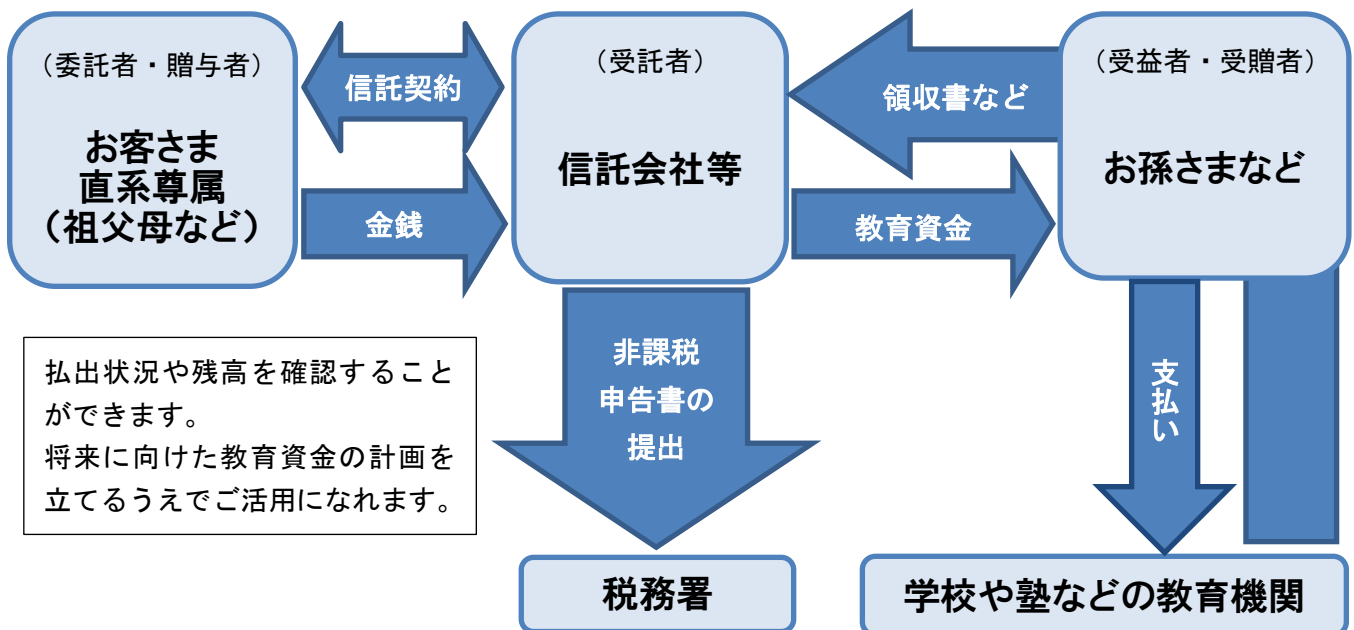 （委託者・贈与者）
お客さま
直系尊属
（祖父母など）
信託契約
金銭
（受託者）
信託会社等
領収書など
教育資金
（受益者・受贈者）
お孫さまなど
払出状況や残高を確認すること
ができます。
将来に向けた教育資金の計画を
立てるうえでご活用になれます。
非課税
申告書の
提出
支払い
税務署
学校や塾などの教育機関